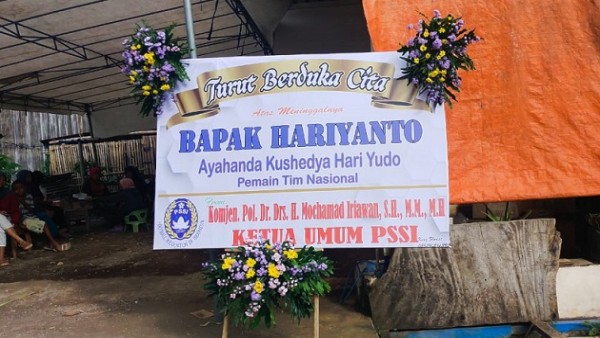 Turut Berduka Cita
Atas Meninggalnya
BAPAK HARIYANTO
Ayahanda Kushedya Hari Yudo
Pemain Tim Nasional
PSSI
Komjen. Pol. Dr. Drs. H. Mochamad Iriawan, S.H., M.M., M.H
KETUA UMUM PSSI